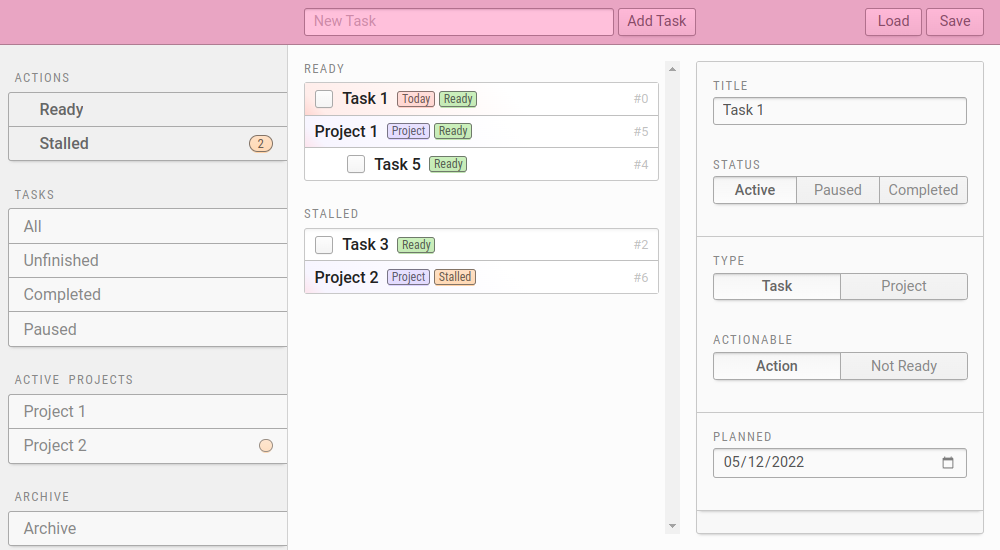 New Task Add Task Load Save
ACTIONS
Ready
Stalled 2
TASKS
All
Unfinished
Completed
Paused
ACTIVE PROJECTS
Project 1
Project 2
ARCHIVE
Archive
READY
Task 1 Today Ready #0
Project 1 Project Ready #5
Task 5 Ready #4
STALLED
Task 3 Ready #2
Project 2 Project Stalled #6
TITLE
Task 1
STATUS
Active Paused Completed
TYPE
Task Project
ACTIONABLE
Action Not Ready
PLANNED
05/12/2022